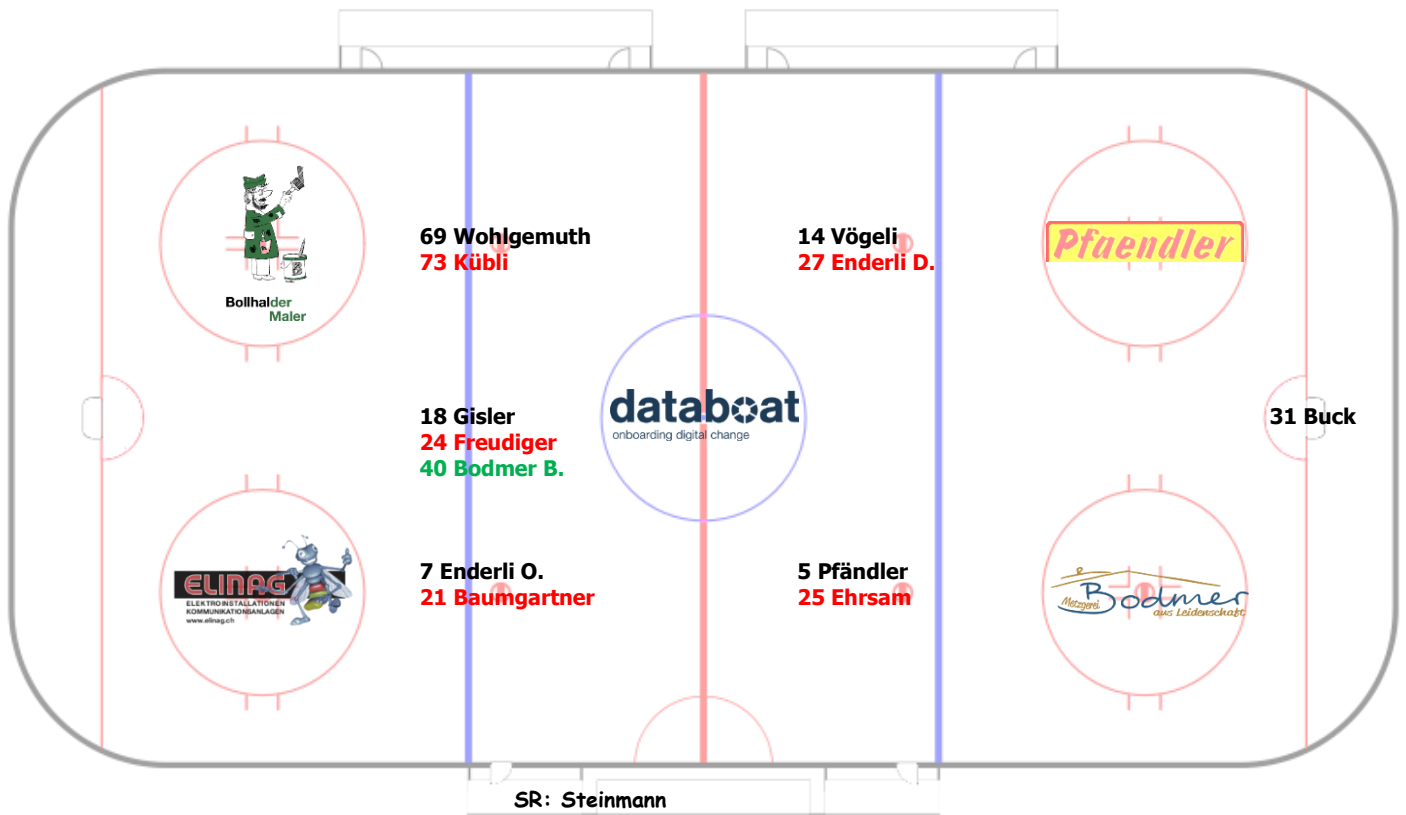 69 Wohlgemuth
73 Kübli
14 Vögeli
27 Enderli D.
Pfaendler
Bollhalder
Maler
18 Gisler
24 Freudiger
40 Bodmer B.
databoat
onboarding digital change
31 Buck
ELINAG
ELEKTROINSTALLATIONEN
KOMMUNIKATIONSANLAGEN
www.elinag.ch
7 Enderli O.
21 Baumgartner
5 Pfändler
25 Ehrsam
Metzgerei Bodmer
aus Leidenschaft
SR: Steinmann